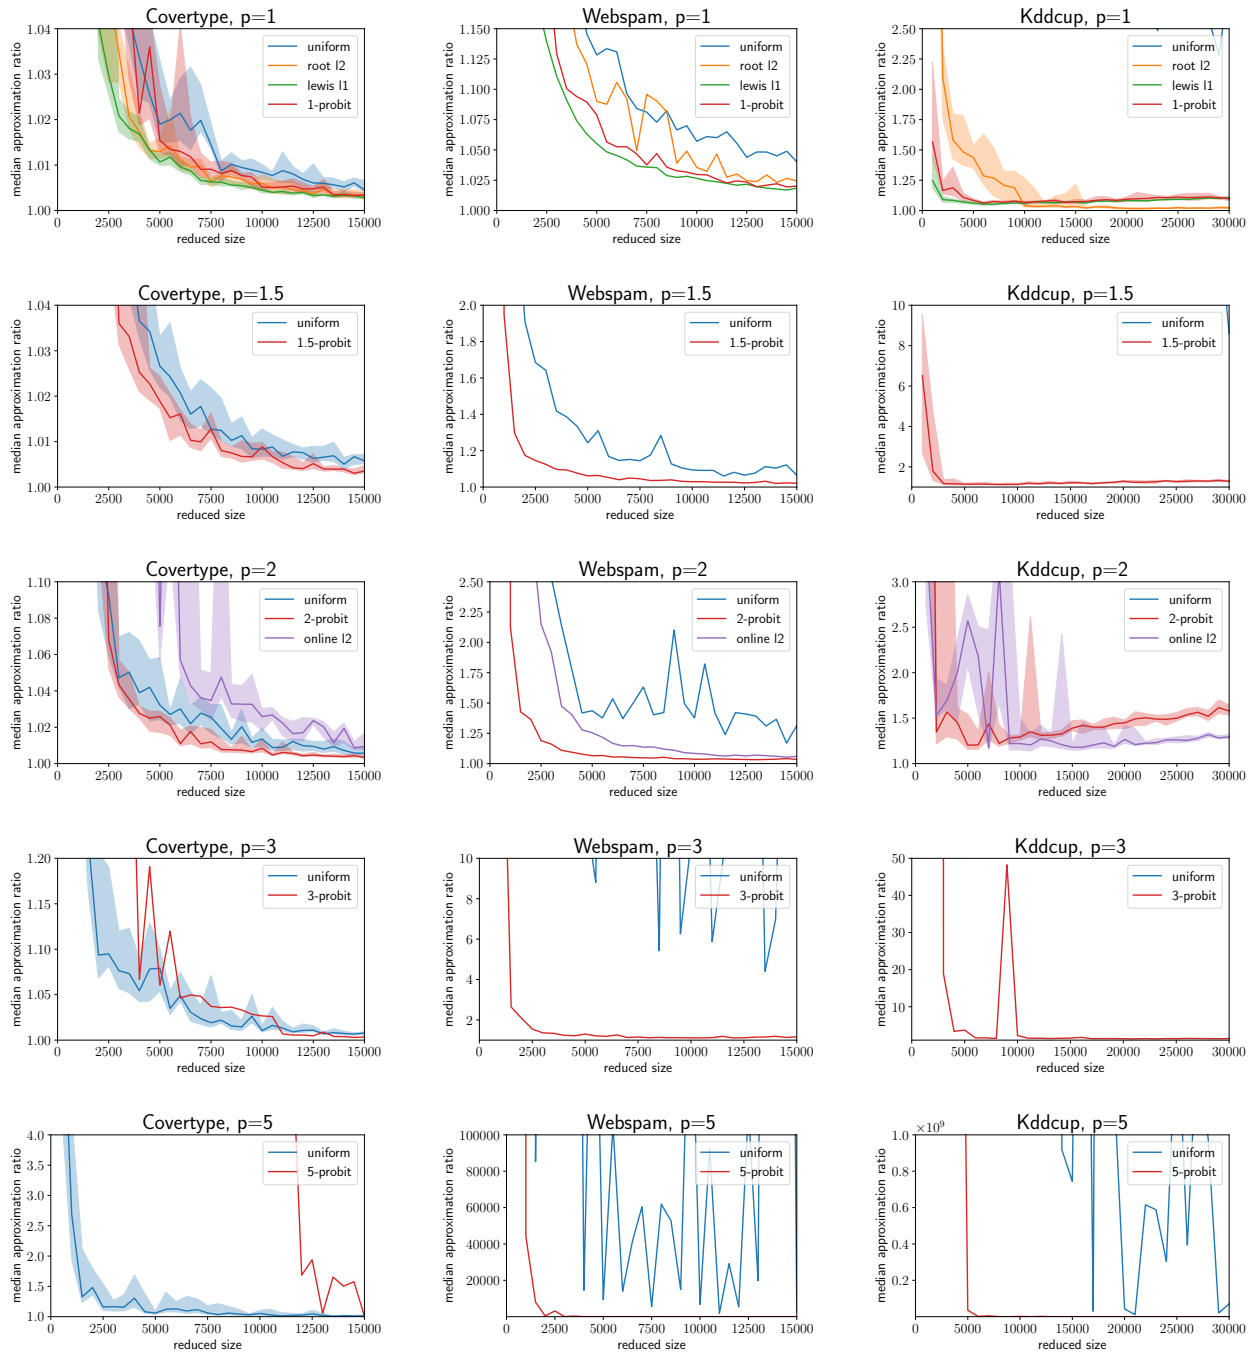 Covertype, p=1
median approximation ratio
1.04
1.03
1.02
1.01
1.00
uniform
root l2
lewis l1
1-probit
0 2500 5000 7500 10000 12500 15000
reduced size
Webspam, p=1
median approximation ratio
1.150
1.125
1.100
1.075
1.050
1.025
1.000
uniform
root l2
lewis l1
1-probit
0 2500 5000 7500 10000 12500 15000
reduced size
Kddcup, p=1
median approximation ratio
2.50
2.25
2.00
1.75
1.50
1.25
1.00
uniform
root l2
lewis l1
1-probit
0 5000 10000 15000 20000 25000 30000
reduced size
Covertype, p=1.5
median approximation ratio
1.04
1.03
1.02
1.01
1.00
uniform
1.5-probit
0 2500 5000 7500 10000 12500 15000
reduced size
Webspam, p=1.5
median approximation ratio
2.0
1.8
1.6
1.4
1.2
1.0
uniform
1.5-probit
0 2500 5000 7500 10000 12500 15000
reduced size
Kddcup, p=1.5
median approximation ratio
10
8
6
4
2
uniform
1.5-probit
0 5000 10000 15000 20000 25000 30000
reduced size
Covertype, p=2
median approximation ratio
1.10
1.08
1.06
1.04
1.02
1.00
uniform
2-probit
online l2
0 2500 5000 7500 10000 12500 15000
reduced size
Webspam, p=2
median approximation ratio
2.50
2.25
2.00
1.75
1.50
1.25
1.00
uniform
2-probit
online l2
0 2500 5000 7500 10000 12500 15000
reduced size
Kddcup, p=2
median approximation ratio
3.0
2.5
2.0
1.5
1.0
uniform
2-probit
online l2
0 5000 10000 15000 20000 25000 30000
reduced size
Covertype, p=3
median approximation ratio
1.20
1.15
1.10
1.05
1.00
uniform
3-probit
0 2500 5000 7500 10000 12500 15000
reduced size
Webspam, p=3
median approximation ratio
10
8
6
4
2
uniform
3-probit
0 2500 5000 7500 10000 12500 15000
reduced size
Kddcup, p=3
median approximation ratio
50
40
30
20
10
uniform
3-probit
0 5000 10000 15000 20000 25000 30000
reduced size
Covertype, p=5
median approximation ratio
4.0
3.5
3.0
2.5
2.0
1.5
1.0
uniform
5-probit
0 2500 5000 7500 10000 12500 15000
reduced size
Webspam, p=5
median approximation ratio
100000
80000
60000
40000
20000
uniform
5-probit
0 2500 5000 7500 10000 12500 15000
reduced size
Kddcup, p=5
×10⁹
median approximation ratio
1.0
0.8
0.6
0.4
0.2
uniform
5-probit
0 5000 10000 15000 20000 25000 30000
reduced size